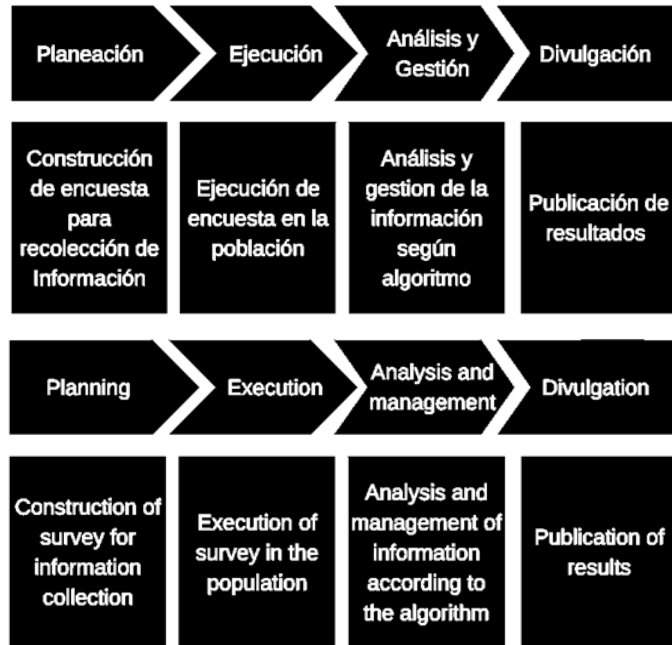 Planeación
Ejecución
Análisis y
Gestión
Divulgación
Construcción
de encuesta
para
recolección de
Información
Ejecución de
encuesta en la
población
Análisis y
gestion de la
información
según
algoritmo
Publicación de
resultados
Planning
Execution
Analysis and
management
Divulgation
Construction of
survey for
information
collection
Execution of
survey in the
population
Analysis and
management of
information
according to
the algorithm
Publication of
results